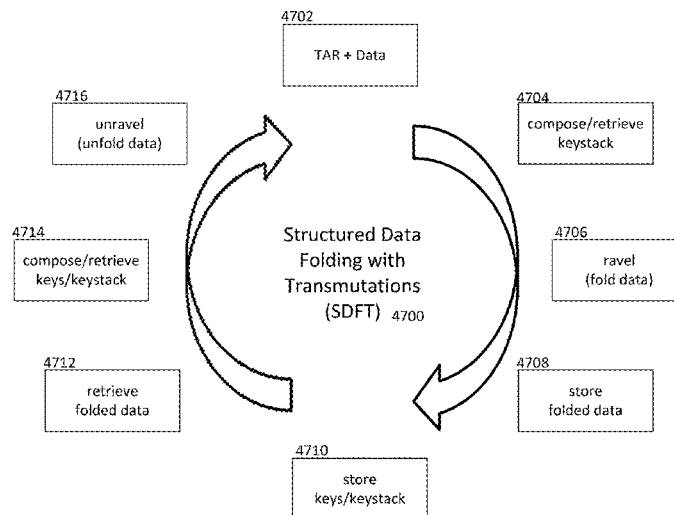 4702
TAR + Data
4704
compose/retrieve
keystack
4706
ravel
(fold data)
4708
store
folded data
4710
store
keys/keystack
4712
retrieve
folded data
4714
compose/retrieve
keys/keystack
4716
unravel
(unfold data)
Structured Data
Folding with
Transmutations
(SDFT) 4700